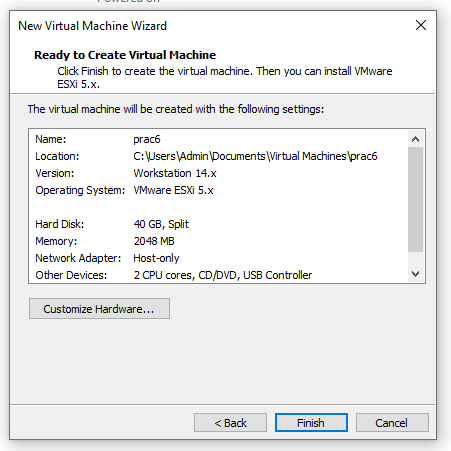 Powered on
New Virtual Machine Wizard
Ready to Create Virtual Machine
Click Finish to create the virtual machine. Then you can install VMware
ESXi 5.x.
The virtual machine will be created with the following settings:
Name: prac6
Location: C:\Users\Admin\Documents\Virtual Machines\prac6
Version: Workstation 14.x
Operating System: VMware ESXi 5.x
Hard Disk: 40 GB, Split
Memory: 2048 MB
Network Adapter: Host-only
Other Devices: 2 CPU cores, CD/DVD, USB Controller
Customize Hardware...
< Back Finish Cancel